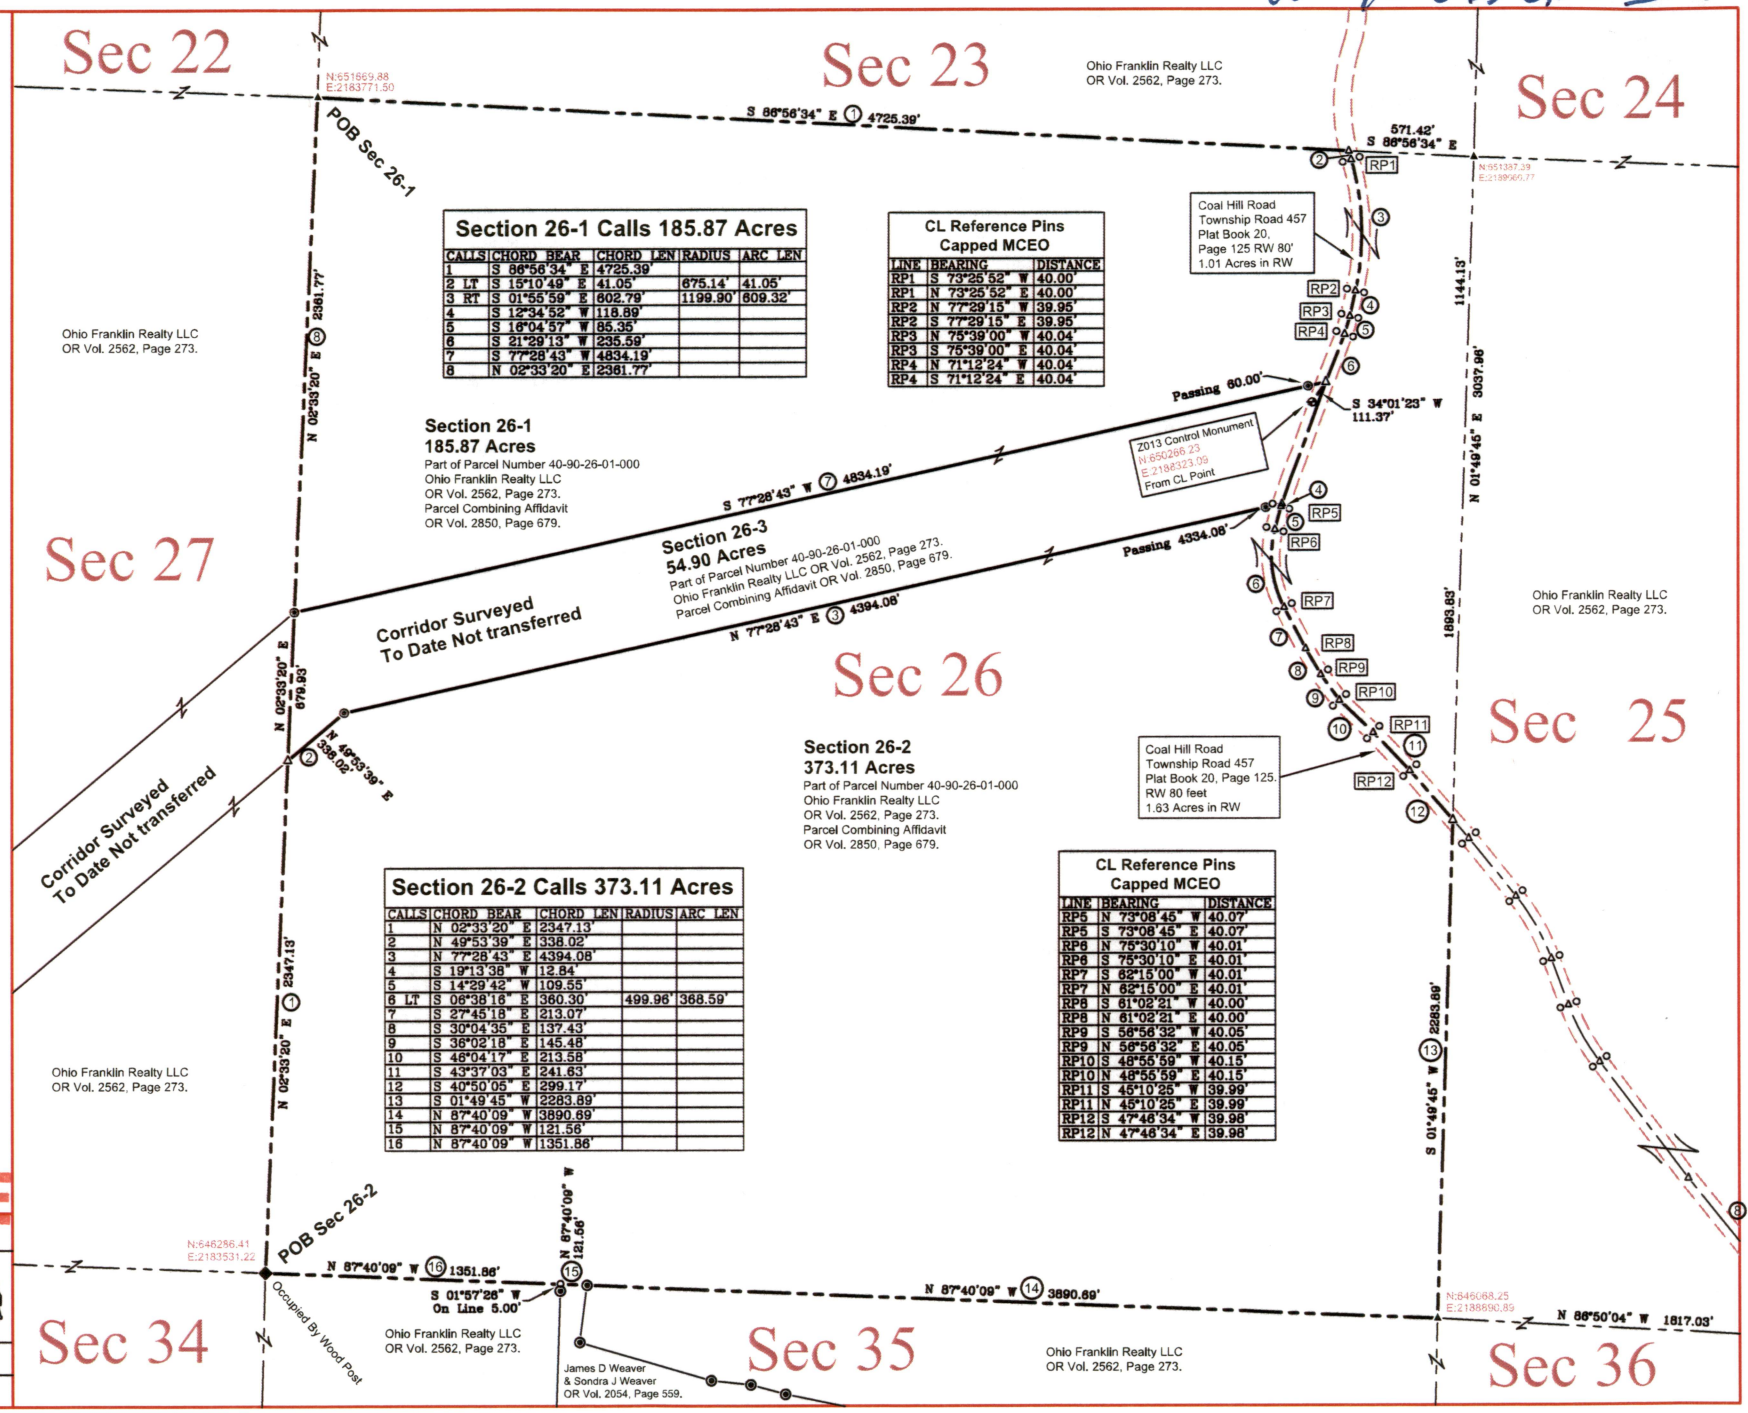 Sec 22
Sec 23
Sec 24
Ohio Franklin Realty LLC
OR Vol. 2562, Page 273.
N:651669.88
E:2183771.50
POB Sec 26-1
S 86°56'34" E ① 4725.39'
571.42'
S 86°56'34" E
2
RP1
N:651387.39
E:2189066.77
Section 26-1 Calls 185.87 Acres
CALLS CHORD BEAR CHORD LEN RADIUS ARC LEN
1 S 86°56'34" E 4725.39'
2 LT S 15°10'49" E 41.05' 675.14' 41.05'
3 RT S 01°55'59" E 602.79' 1199.90' 609.32'
4 S 12°34'52" W 118.89'
5 S 16°04'57" W 85.35'
6 S 21°29'13" W 235.59'
7 S 77°28'43" W 4834.19'
8 N 02°33'20" E 2361.77'
CL Reference Pins
Capped MCEO
LINE BEARING DISTANCE
RP1 S 73°25'52" W 40.00'
RP1 N 73°25'52" E 40.00'
RP2 N 77°29'15" W 39.95'
RP2 S 77°29'15" E 39.95'
RP3 N 75°39'00" W 40.04'
RP3 S 75°39'00" E 40.04'
RP4 N 71°12'24" W 40.04'
RP4 S 71°12'24" E 40.04'
Coal Hill Road
Township Road 457
Plat Book 20,
Page 125 RW 80'
1.01 Acres in RW
3
RP2
4
RP3
RP4
5
6
1144.13'
N 01°49'45" E 3037.96'
1893.83'
N 02°33'20" E ⑧ 2361.77'
Ohio Franklin Realty LLC
OR Vol. 2562, Page 273.
Passing 60.00'
S 34°01'23" W
111.37'
Z013 Control Monument
N:650266.23
E:2188323.09
From CL Point
Section 26-1
185.87 Acres
Part of Parcel Number 40-90-26-01-000
Ohio Franklin Realty LLC
OR Vol. 2562, Page 273.
Parcel Combining Affidavit
OR Vol. 2850, Page 679.
S 77°28'43" W ⑦ 4834.19'
Section 26-3
54.90 Acres
Part of Parcel Number 40-90-26-01-000
Ohio Franklin Realty LLC OR Vol. 2562, Page 273.
Parcel Combining Affidavit OR Vol. 2850, Page 679.
Passing 4334.08'
4
RP5
5
RP6
6
RP7
7
RP8
8
RP9
9
RP10
10
RP11
11
RP12
12
Sec 27
Ohio Franklin Realty LLC
OR Vol. 2562, Page 273.
Corridor Surveyed
To Date Not transferred
N 77°28'43" E ③ 4394.08'
N 02°33'20" E
679.93'
Sec 26
Sec 25
2
N 49°53'39" E
338.02'
Corridor Surveyed
To Date Not transferred
Section 26-2
373.11 Acres
Part of Parcel Number 40-90-26-01-000
Ohio Franklin Realty LLC
OR Vol. 2562, Page 273.
Parcel Combining Affidavit
OR Vol. 2850, Page 679.
Coal Hill Road
Township Road 457
Plat Book 20, Page 125.
RW 80 feet
1.63 Acres in RW
Section 26-2 Calls 373.11 Acres
CALLS CHORD BEAR CHORD LEN RADIUS ARC LEN
1 N 02°33'20" E 2347.13'
2 N 49°53'39" E 338.02'
3 N 77°28'43" E 4394.08'
4 S 19°13'38" W 12.84'
5 S 14°29'42" W 109.55'
6 LT S 06°38'16" E 360.30' 499.96' 368.59'
7 S 27°45'18" E 213.07'
8 S 30°04'35" E 137.43'
9 S 36°02'18" E 145.48'
10 S 46°04'17" E 213.58'
11 S 43°37'03" E 241.63'
12 S 40°50'05" E 299.17'
13 S 01°49'45" W 2283.89'
14 N 87°40'09" W 3890.69'
15 N 87°40'09" W 121.56'
16 N 87°40'09" W 1351.86'
CL Reference Pins
Capped MCEO
LINE BEARING DISTANCE
RP5 N 73°08'45" W 40.07'
RP5 S 73°08'45" E 40.07'
RP6 N 75°30'10" W 40.01'
RP6 S 75°30'10" E 40.01'
RP7 S 62°15'00" W 40.01'
RP7 N 62°15'00" E 40.01'
RP8 S 61°02'21" W 40.00'
RP8 N 61°02'21" E 40.00'
RP9 S 56°56'32" W 40.05'
RP9 N 56°56'32" E 40.05'
RP10 S 48°55'59" W 40.15'
RP10 N 48°55'59" E 40.15'
RP11 S 45°10'25" W 39.99'
RP11 N 45°10'25" E 39.99'
RP12 S 47°46'34" W 39.98'
RP12 N 47°46'34" E 39.98'
N 02°33'20" E ① 2347.13'
Ohio Franklin Realty LLC
OR Vol. 2562, Page 273.
S 01°49'45" W ⑬ 2283.89'
8
N:646286.41
E:2183531.22
POB Sec 26-2
N 87°40'09" W ⑯ 1351.86'
N 87°40'09" W
121.56'
15
S 01°57'26" W
On Line 5.00'
N 87°40'09" W ⑭ 3890.69'
N:646068.25
E:2188690.89
N 86°50'04" W 1817.03'
Occupied By Wood Post
Sec 34
Ohio Franklin Realty LLC
OR Vol. 2562, Page 273.
James D Weaver
& Sondra J Weaver
OR Vol. 2054, Page 559.
Sec 35
Ohio Franklin Realty LLC
OR Vol. 2562, Page 273.
Sec 36